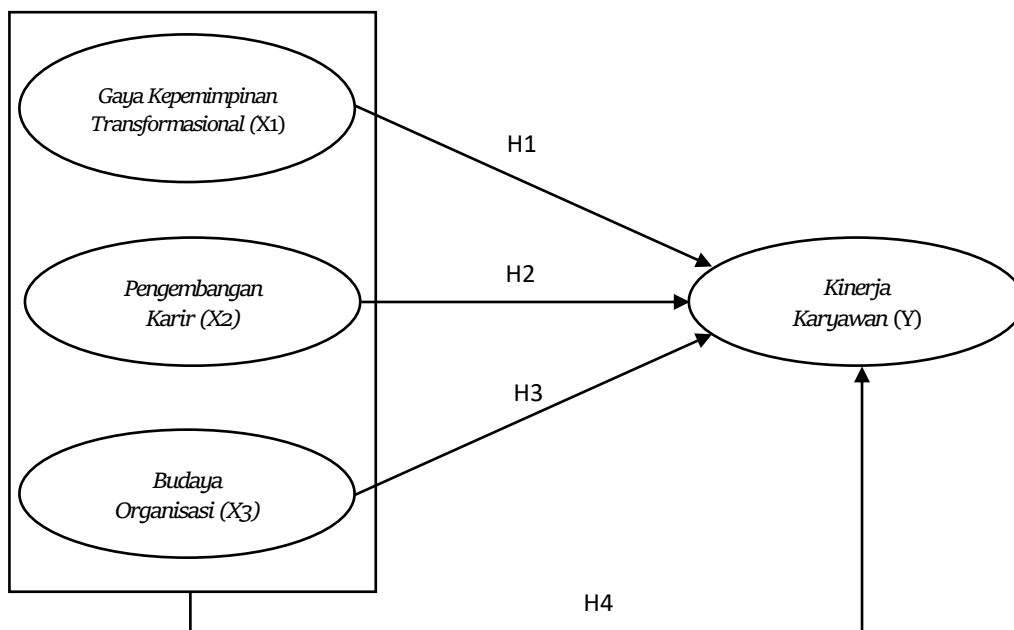 Gaya Kepemimpinan
Transformasional (X1)
H1
Pengembangan
Karir (X2)
H2
Kinerja
Karyawan (Y)
H3
Budaya
Organisasi (X3)
H4